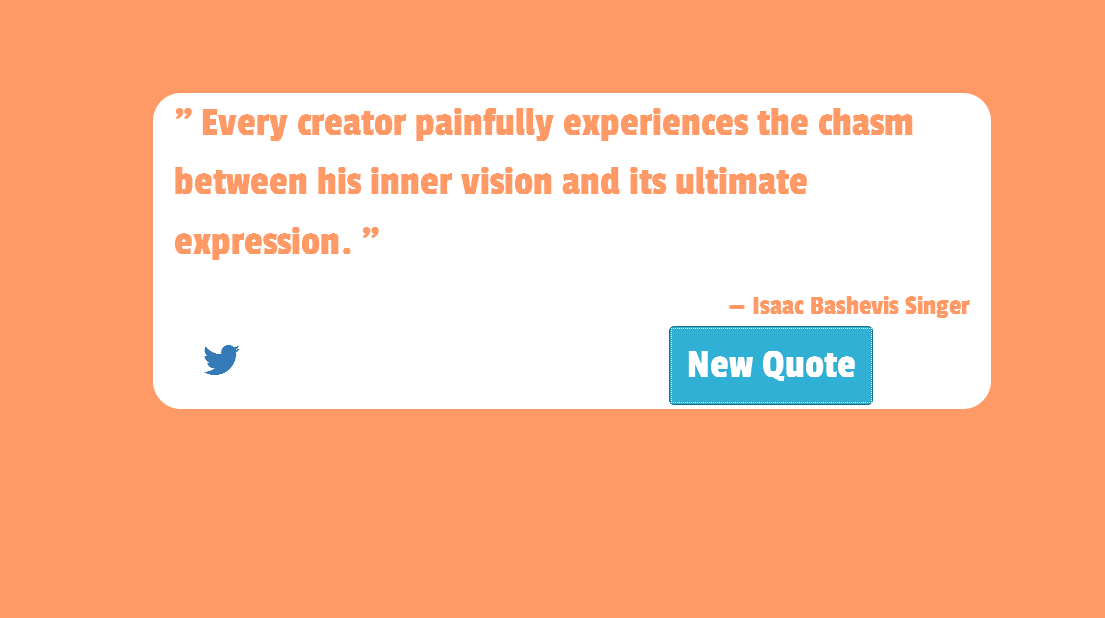 ” Every creator painfully experiences the chasm
between his inner vision and its ultimate
expression. ”
– Isaac Bashevis Singer
New Quote